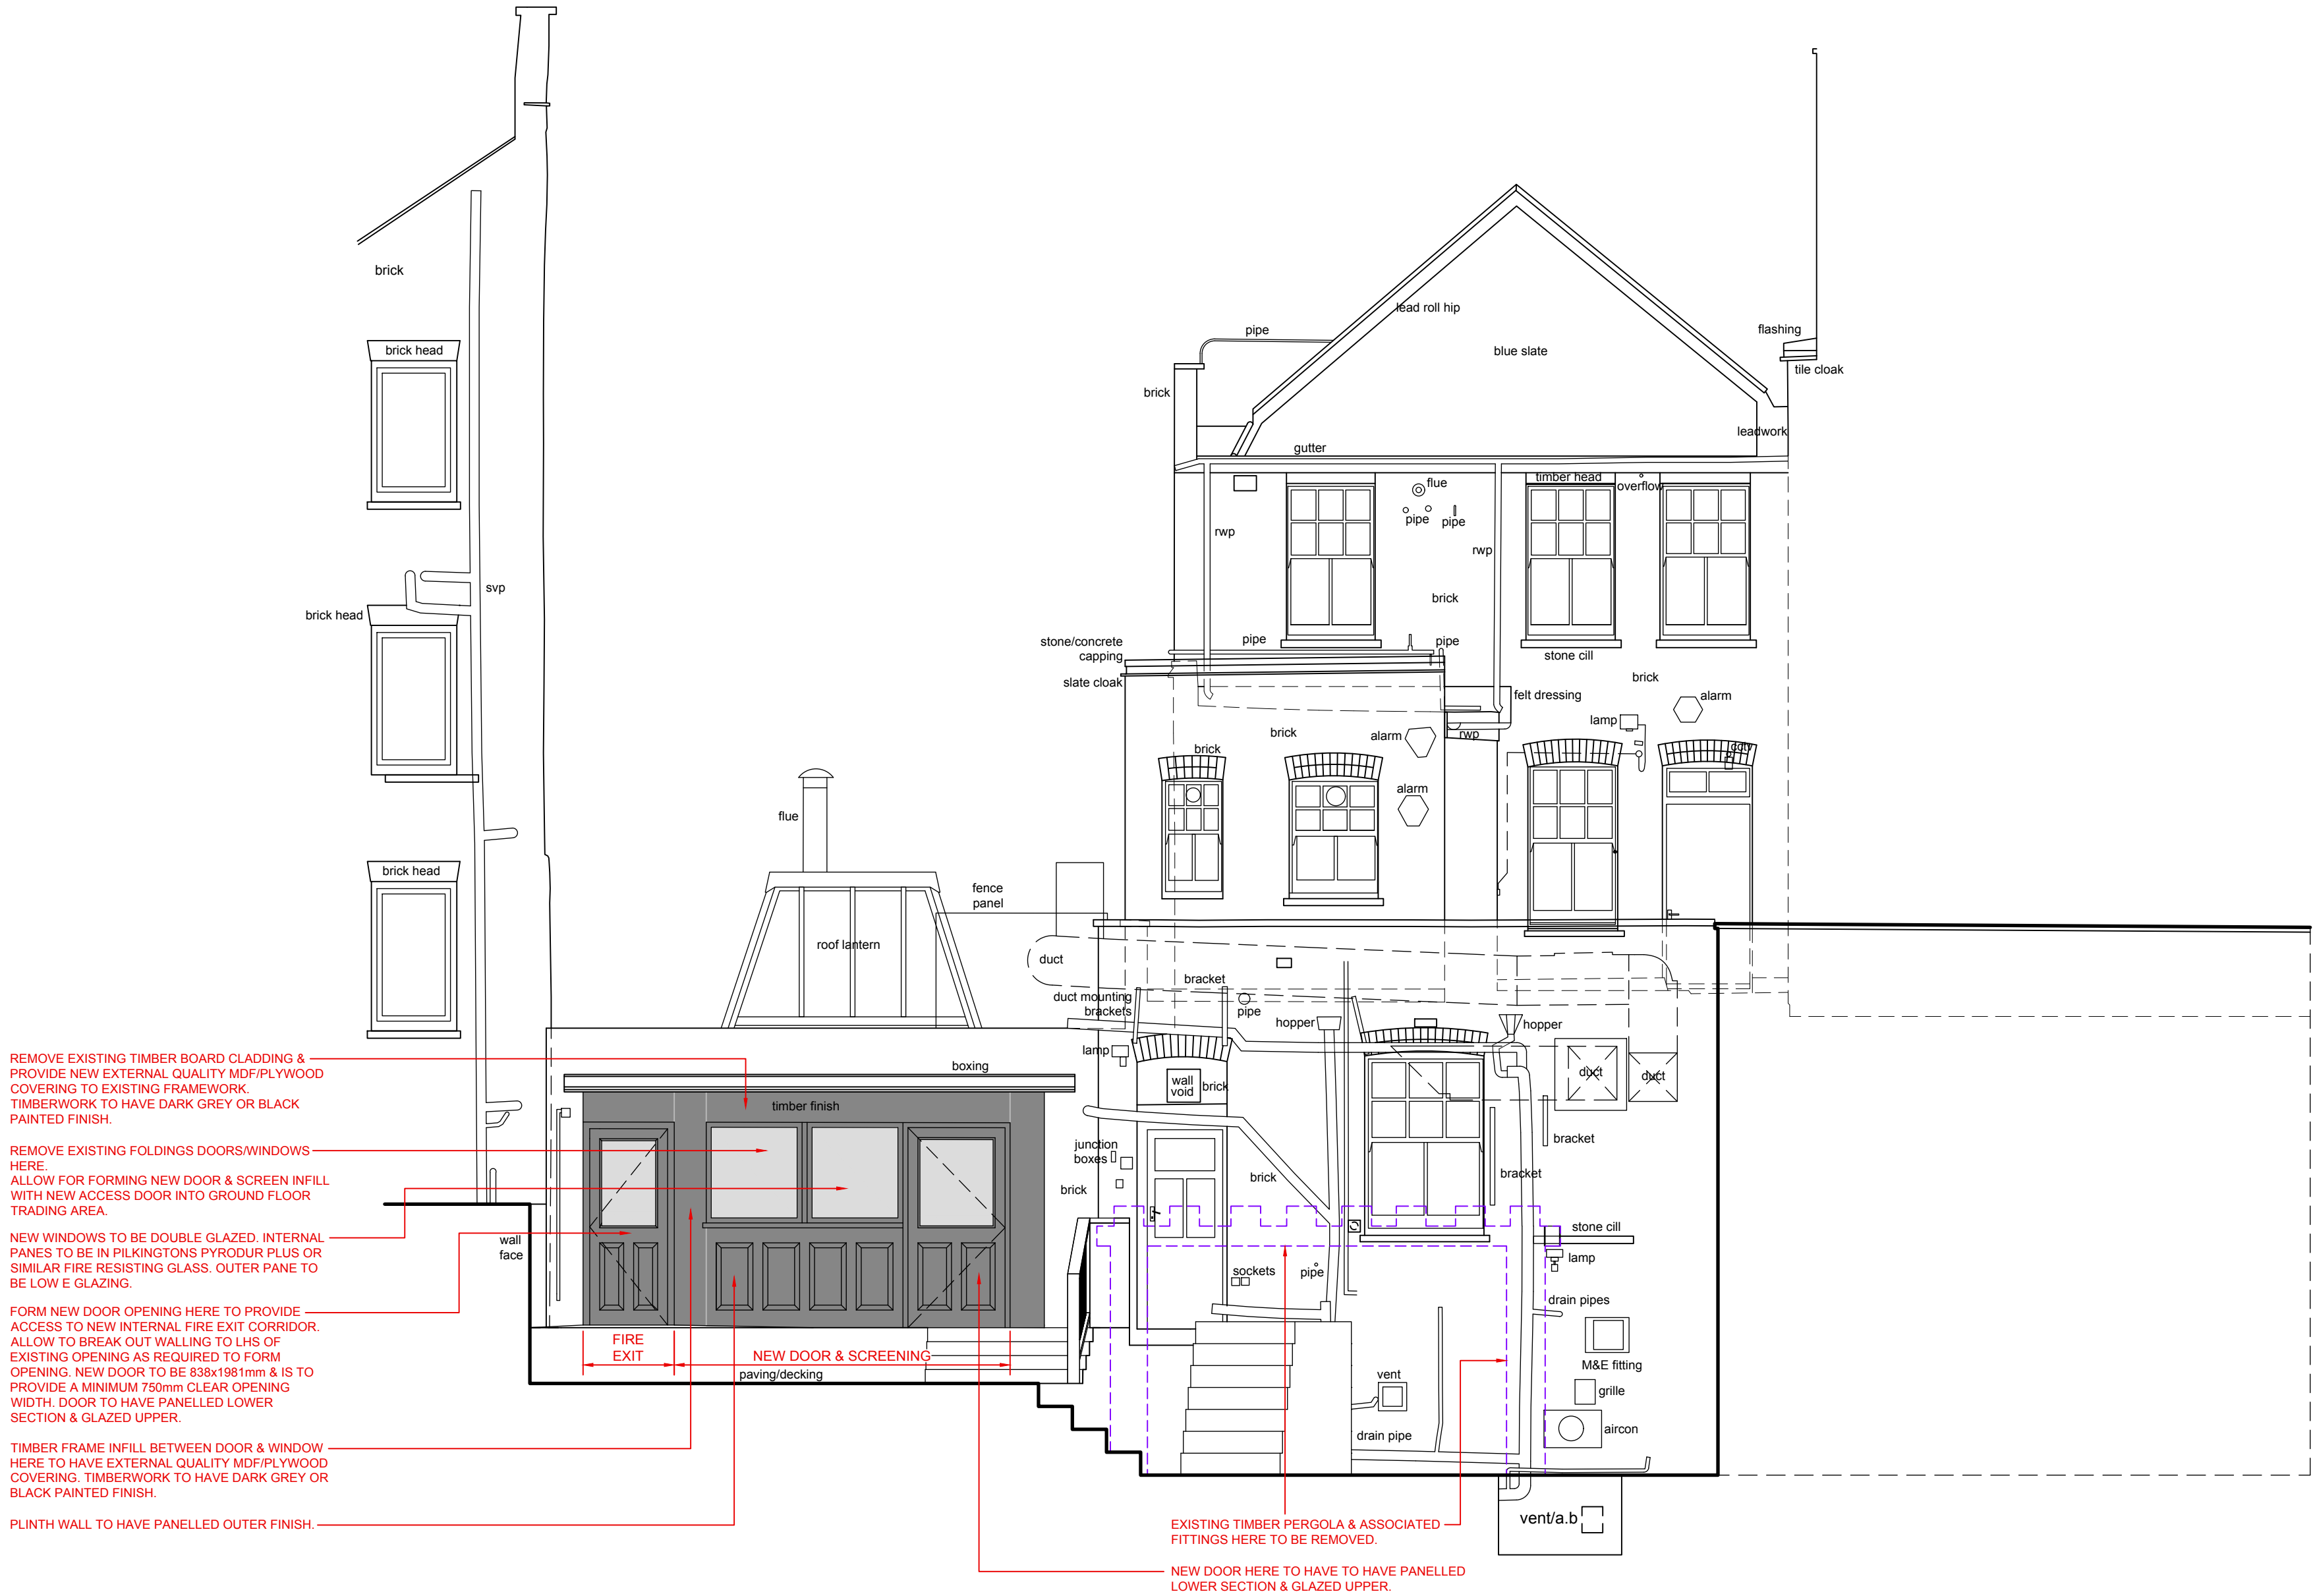 brick
brick head
svp
brick head
brick head
flue
roof lantern
fence
panel
boxing
timber finish
wall
face
paving/decking
pipe
lead roll hip
blue slate
flashing
tile cloak
brick
leadwork
gutter
timber head
overflow
flue
pipe
pipe
rwp
rwp
brick
stone/concrete
capping
pipe
pipe
stone cill
slate cloak
brick
felt dressing
alarm
lamp
brick
alarm
rwp
brick
cctv
alarm
duct
bracket
duct mounting
brackets
pipe
hopper
hopper
lamp
wall
void
brick
duct
duct
junction
boxes
bracket
brick
brick
bracket
stone cill
lamp
sockets
pipe
drain pipes
M&E fitting
vent
grille
aircon
drain pipe
vent/a.b
REMOVE EXISTING TIMBER BOARD CLADDING &
PROVIDE NEW EXTERNAL QUALITY MDF/PLYWOOD
COVERING TO EXISTING FRAMEWORK.
TIMBERWORK TO HAVE DARK GREY OR BLACK
PAINTED FINISH.
REMOVE EXISTING FOLDINGS DOORS/WINDOWS
HERE.
ALLOW FOR FORMING NEW DOOR & SCREEN INFILL
WITH NEW ACCESS DOOR INTO GROUND FLOOR
TRADING AREA.
NEW WINDOWS TO BE DOUBLE GLAZED. INTERNAL
PANES TO BE IN PILKINGTONS PYRODUR PLUS OR
SIMILAR FIRE RESISTING GLASS. OUTER PANE TO
BE LOW E GLAZING.
FORM NEW DOOR OPENING HERE TO PROVIDE
ACCESS TO NEW INTERNAL FIRE EXIT CORRIDOR.
ALLOW TO BREAK OUT WALLING TO LHS OF
EXISTING OPENING AS REQUIRED TO FORM
OPENING. NEW DOOR TO BE 838x1981mm & IS TO
PROVIDE A MINIMUM 750mm CLEAR OPENING
WIDTH. DOOR TO HAVE PANELLED LOWER
SECTION & GLAZED UPPER.
TIMBER FRAME INFILL BETWEEN DOOR & WINDOW
HERE TO HAVE EXTERNAL QUALITY MDF/PLYWOOD
COVERING. TIMBERWORK TO HAVE DARK GREY OR
BLACK PAINTED FINISH.
PLINTH WALL TO HAVE PANELLED OUTER FINISH.
FIRE
EXIT
NEW DOOR & SCREENING
EXISTING TIMBER PERGOLA & ASSOCIATED
FITTINGS HERE TO BE REMOVED.
NEW DOOR HERE TO HAVE TO HAVE PANELLED
LOWER SECTION & GLAZED UPPER.